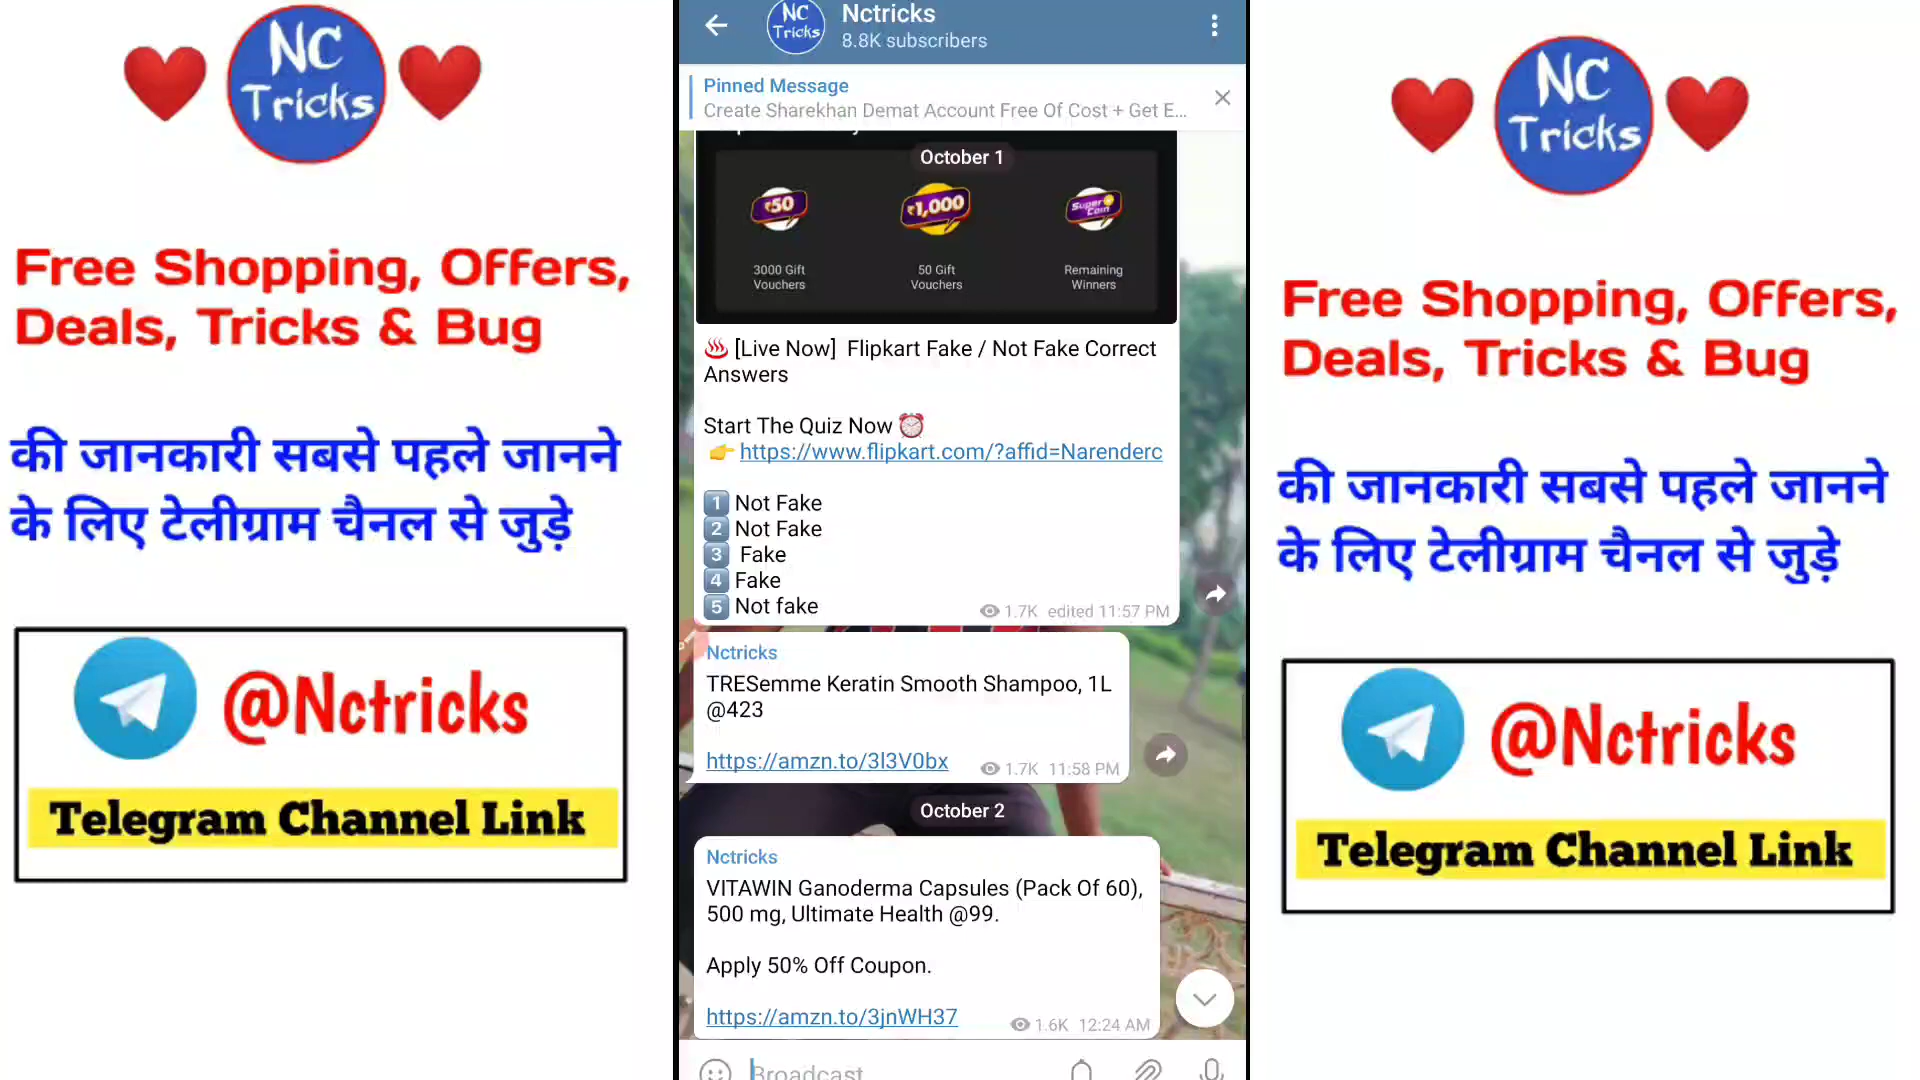 NC
Tricks
Free Shopping, Offers,
Deals, Tricks & Bug
की जानकारी सबसे पहले जानने
के लिए टेलीग्राम चैनल से जुड़े
@Nctricks
Telegram Channel Link
NC
Tricks
Nctricks
8.8K subscribers
Pinned Message
Create Sharekhan Demat Account Free Of Cost + Get E...
October 1
₹50
₹1,000
Super Coin
3000 Gift
Vouchers
50 Gift
Vouchers
Remaining
Winners
[Live Now] Flipkart Fake / Not Fake Correct
Answers
Start The Quiz Now
https://www.flipkart.com/?affid=Narenderc
1 Not Fake
2 Not Fake
3 Fake
4 Fake
5 Not fake
1.7K edited 11:57 PM
Nctricks
TRESemme Keratin Smooth Shampoo, 1L
@423
https://amzn.to/3l3V0bx 1.7K 11:58 PM
October 2
Nctricks
VITAWIN Ganoderma Capsules (Pack Of 60),
500 mg, Ultimate Health @99.
Apply 50% Off Coupon.
https://amzn.to/3jnWH37 1.6K 12:24 AM
Broadcast
NC
Tricks
Free Shopping, Offers,
Deals, Tricks & Bug
की जानकारी सबसे पहले जानने
के लिए टेलीग्राम चैनल से जुड़े
@Nctricks
Telegram Channel Link